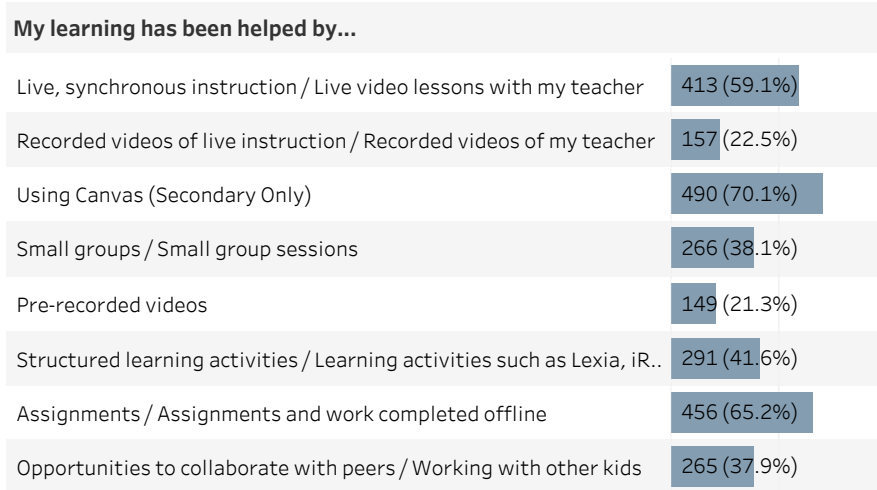 My learning has been helped by...
Live, synchronous instruction / Live video lessons with my teacher 413 (59.1%)
Recorded videos of live instruction / Recorded videos of my teacher 157 (22.5%)
Using Canvas (Secondary Only) 490 (70.1%)
Small groups / Small group sessions 266 (38.1%)
Pre-recorded videos 149 (21.3%)
Structured learning activities / Learning activities such as Lexia, iR.. 291 (41.6%)
Assignments / Assignments and work completed offline 456 (65.2%)
Opportunities to collaborate with peers / Working with other kids 265 (37.9%)